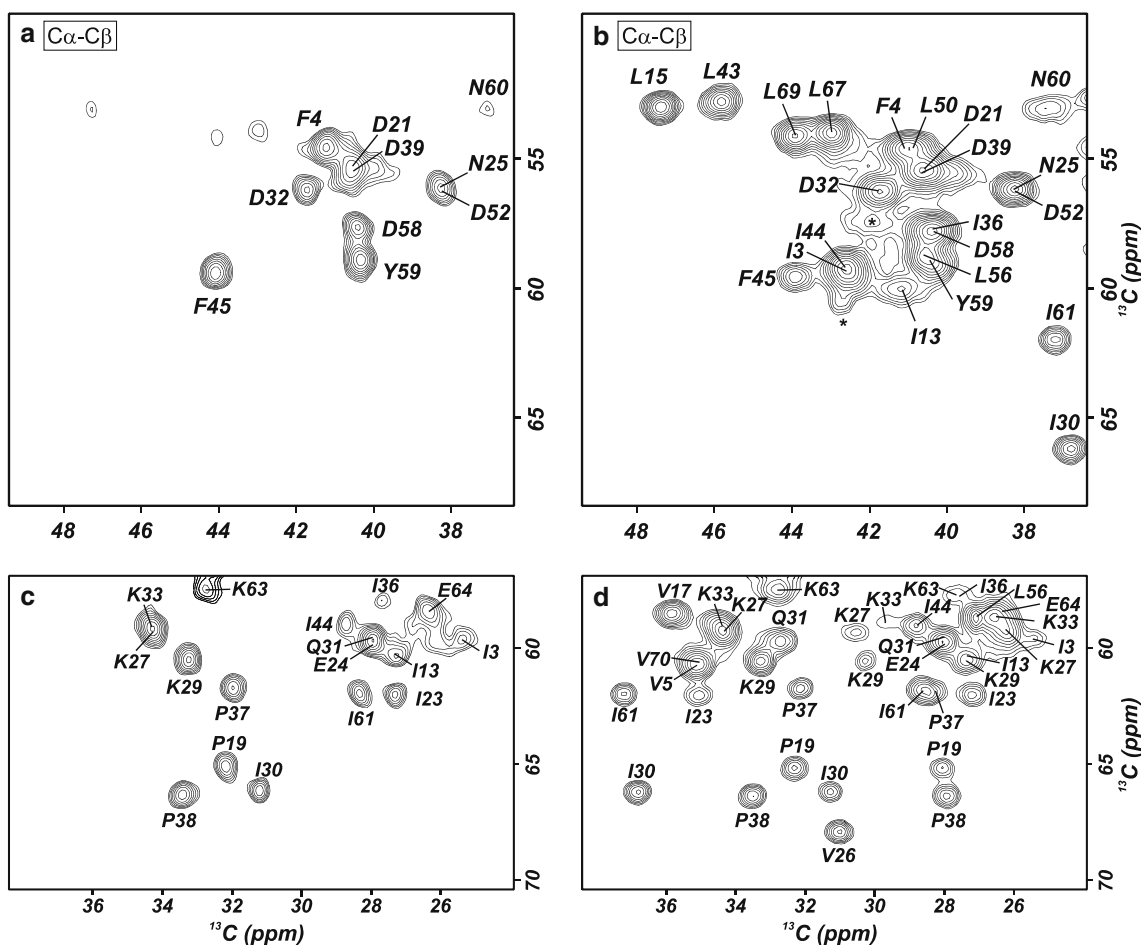 a Cα-Cβ
N60
F4
D21
D39
N25
D32
D52
D58
Y59
F45
55
60
65
48 46 44 42 40 38
¹³C (ppm)
b Cα-Cβ
L15 L43 N60
L69 L67
F4 L50
D21
D39
N25
D32
D52
*
I36
I44
D58
I3
L56
F45
Y59
*
I13
I61
I30
55
60
65
48 46 44 42 40 38
¹³C (ppm)
c
K33 K63 I36 E64
I44
Q31
K27 E24 I13 I3
K29
P37 I61 I23
P19
I30
P38
60
65
70
36 34 32 30 28 26
¹³C (ppm)
¹³C (ppm)
d
V17 K33 K63 K63 I36
K27 K27 K33 I44 L56
Q31 E64
Q31 K33
V70 E24 I3
V5 K29 K29 I13 K27
K29
I61 I23 P37 I61 P37 I23
P19 P19
I30 I30
P38 P38
V26
60
65
70
36 34 32 30 28 26
¹³C (ppm)